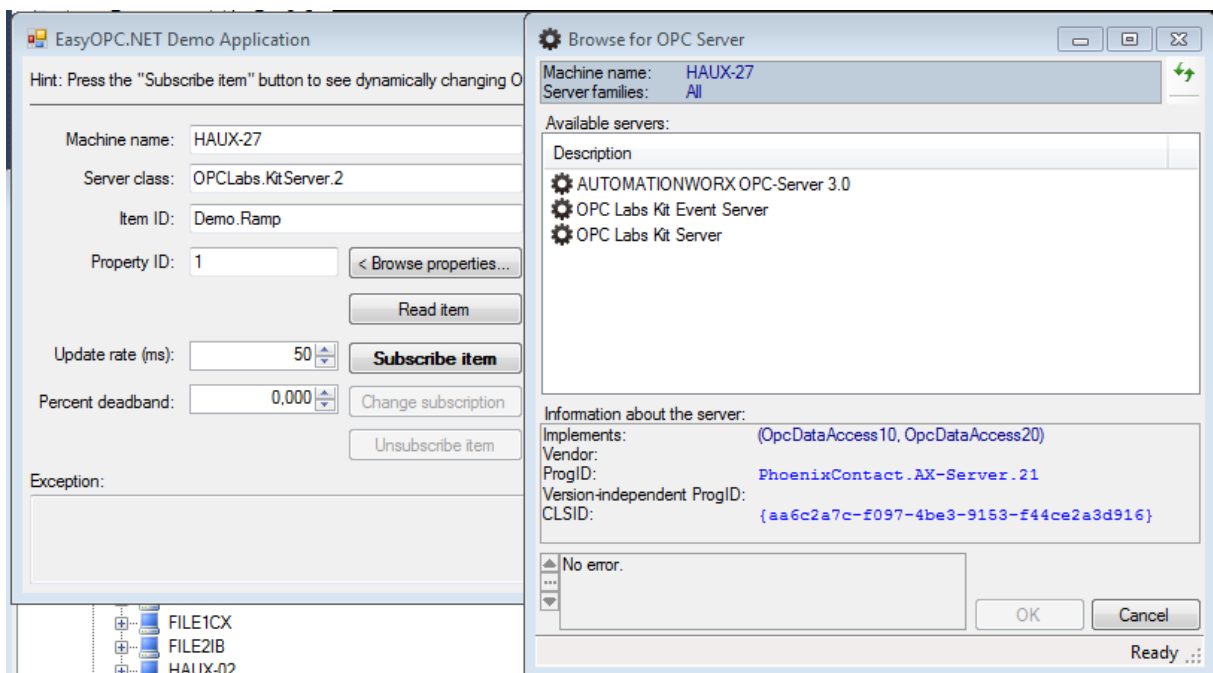 EasyOPC.NET Demo Application
Hint: Press the "Subscribe item" button to see dynamically changing O
Machine name: HAUX-27
Server class: OPCLabs.KitServer.2
Item ID: Demo.Ramp
Property ID: 1 < Browse properties...
Read item
Update rate (ms): 50 Subscribe item
Percent deadband: 0,000 Change subscription
Unsubscribe item
Exception:
FILE1CX
FILE2IB
HAUX-02
Browse for OPC Server
Machine name: HAUX-27
Server families: All
Available servers:
Description
AUTOMATIONWORX OPC-Server 3.0
OPC Labs Kit Event Server
OPC Labs Kit Server
Information about the server:
Implements: (OpcDataAccess10, OpcDataAccess20)
Vendor:
ProgID: PhoenixContact.AX-Server.21
Version-independent ProgID:
CLSID: {aa6c2a7c-f097-4be3-9153-f44ce2a3d916}
No error.
OK Cancel
Ready